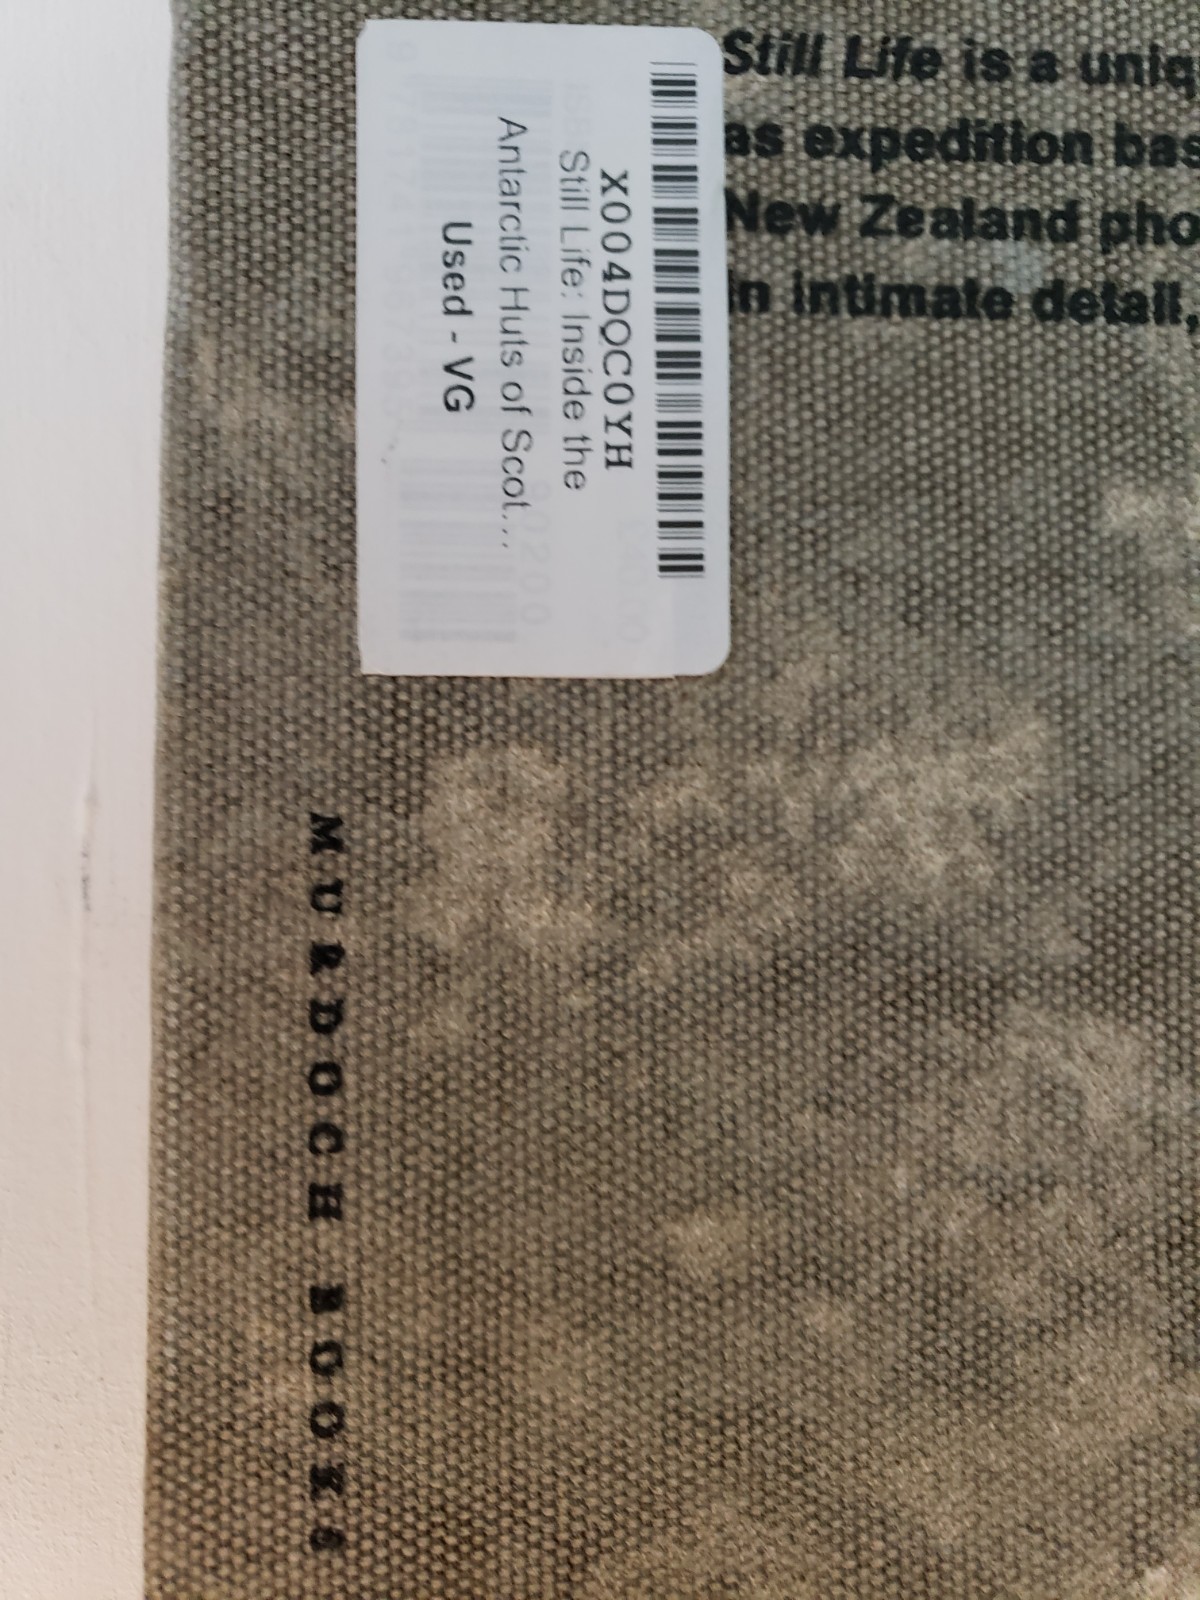 Still Life is a uniq
as expedition bas
New Zealand pho
in intimate detail,
X004DQC0YH
Still Life: Inside the
Antarctic Huts of Scot...
Used - VG
MURDOCH BOOKS